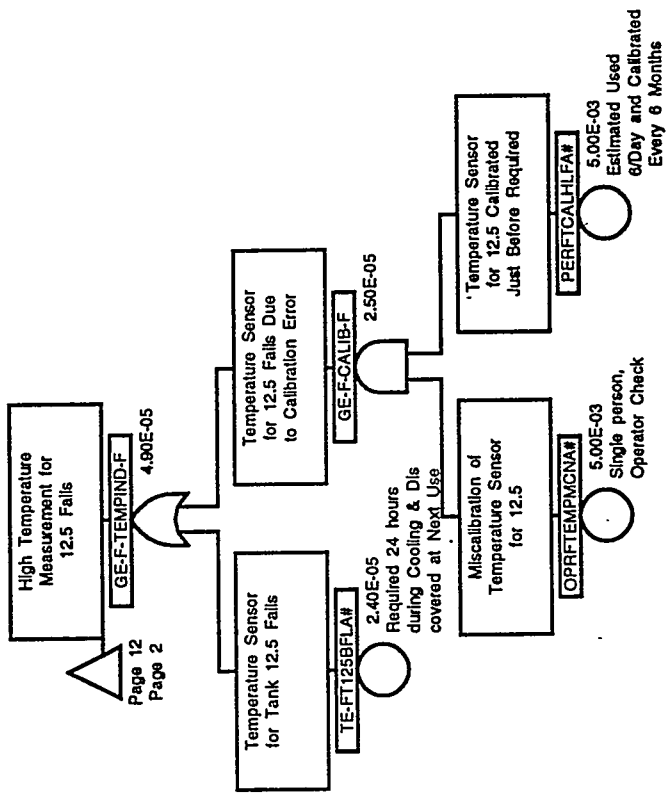 High Temperature
Measurement for
12.5 Fails
GE-F-TEMPIND-F
4.90E-05
Page 12
Page 2
Temperature Sensor
for Tank 12.5 Fails
TE-FT125BFLA#
2.40E-05
Required 24 hours
during Cooling & Dis
covered at Next Use
Temperature Sensor
for 12.5 Fails Due
to Calibration Error
GE-F-CALIB-F
2.50E-05
Miscalibration of
Temperature Sensor
for 12.5
OPRFTEMPMCNA#
5.00E-03
Single person,
Operator Check
'Temperature Sensor
for 12.5 Calibrated
Just Before Required
PERFTCALHLFA#
5.00E-03
Estimated Used
6/Day and Calibrated
Every 6 Months